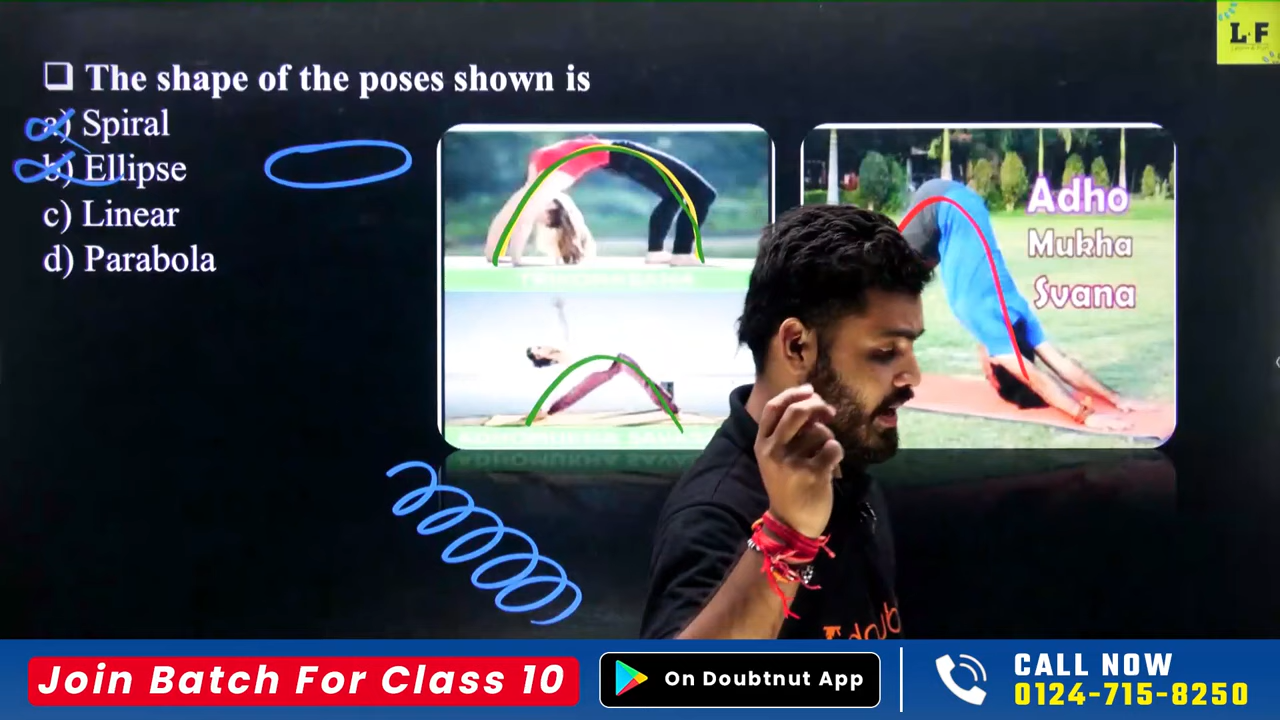 ❑ The shape of the poses shown is
a) Spiral
b) Ellipse
c) Linear
d) Parabola
Adho
Mukha
Svana
L.F
Join Batch For Class 10
On Doubtnut App
CALL NOW
0124-715-8250